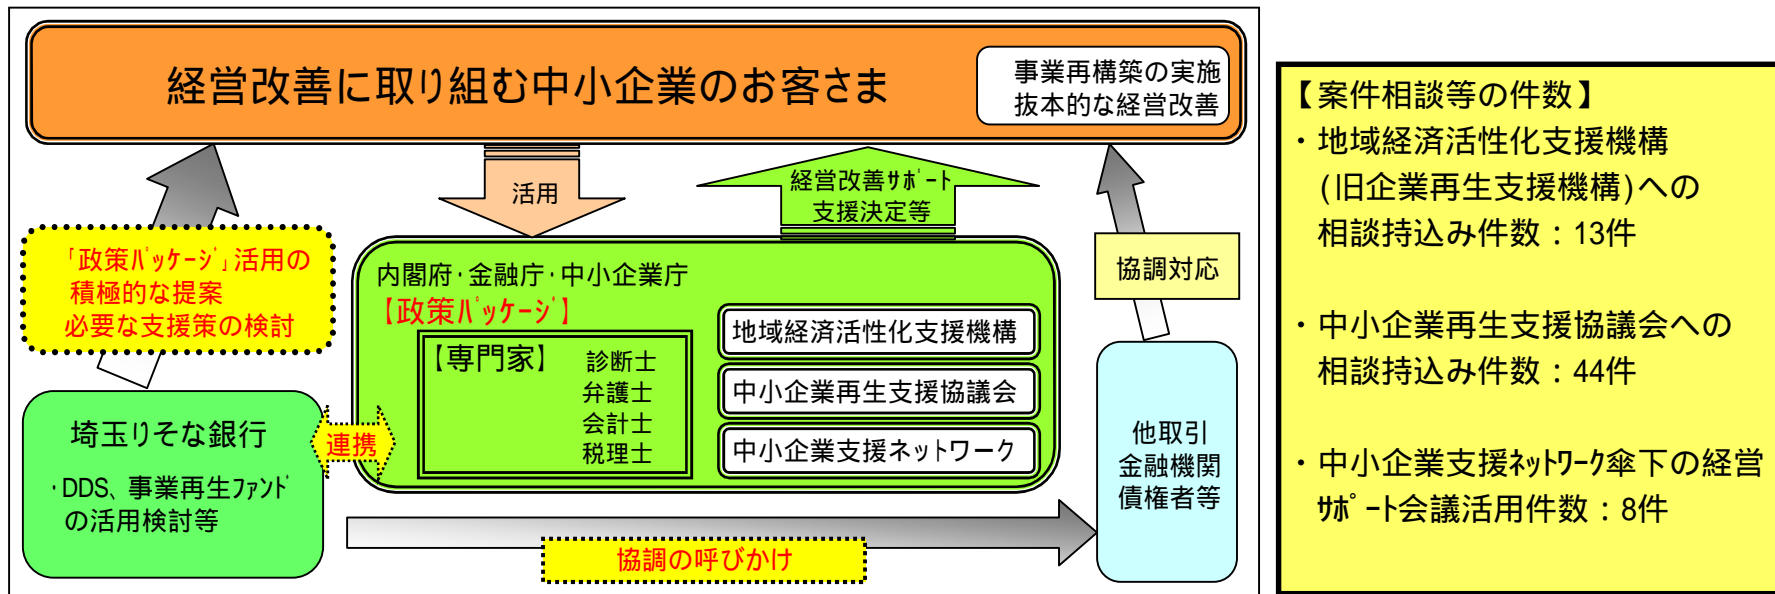 経営改善に取り組む中小企業のお客さま
事業再構築の実施
抜本的な経営改善
活用
経営改善ｻﾎﾟｰﾄ
支援決定等
「政策ﾊﾟｯｹｰｼﾞ」活用の
積極的な提案
必要な支援策の検討
内閣府・金融庁・中小企業庁
【政策ﾊﾟｯｹｰｼﾞ】
【専門家】
診断士
弁護士
会計士
税理士
地域経済活性化支援機構
中小企業再生支援協議会
中小企業支援ネットワーク
協調対応
埼玉りそな銀行
・DDS、事業再生ﾌｧﾝﾄﾞ
の活用検討等
連携
他取引
金融機関
債権者等
協調の呼びかけ
【案件相談等の件数】
・地域経済活性化支援機構
(旧企業再生支援機構)への
相談持込み件数：13件
・中小企業再生支援協議会への
相談持込み件数：44件
・中小企業支援ﾈｯﾄﾜｰｸ傘下の経営
ｻﾎﾟｰﾄ会議活用件数：8件